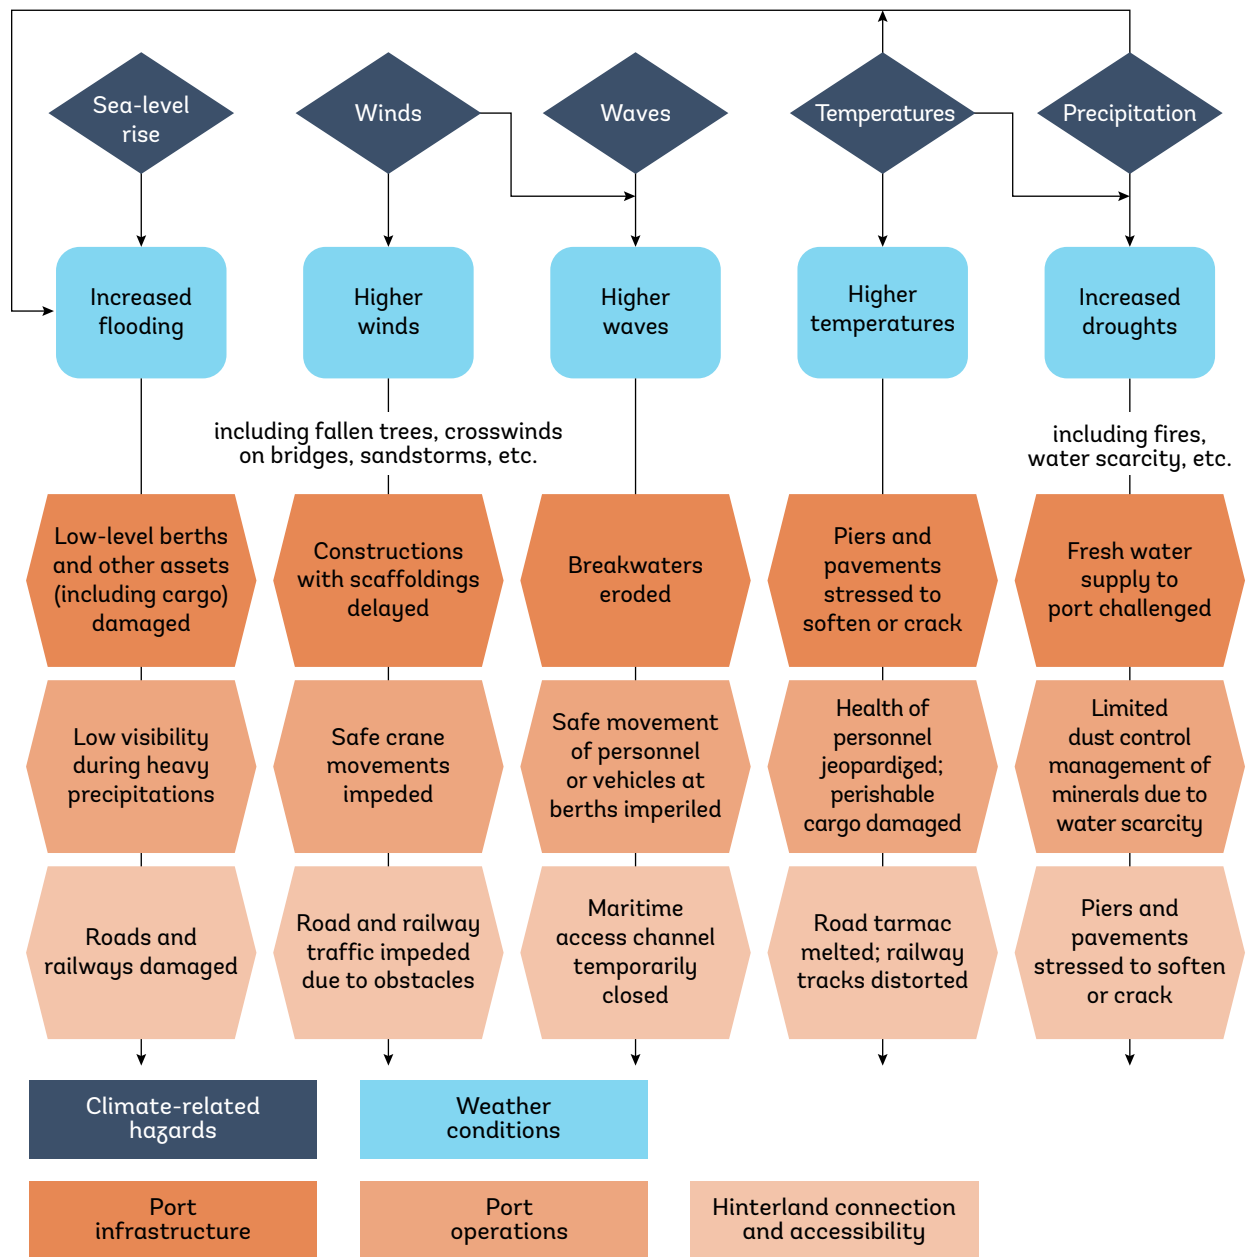 Sea-level
rise
Winds
Waves
Temperatures
Precipitation
Increased
flooding
Higher
winds
Higher
waves
Higher
temperatures
Increased
droughts
including fallen trees, crosswinds
on bridges, sandstorms, etc.
including fires,
water scarcity, etc.
Low-level berths
and other assets
(including cargo)
damaged
Constructions
with scaffoldings
delayed
Breakwaters
eroded
Piers and
pavements
stressed to
soften or crack
Fresh water
supply to
port challenged
Low visibility
during heavy
precipitations
Safe crane
movements
impeded
Safe movement
of personnel
or vehicles at
berths imperiled
Health of
personnel
jeopardized;
perishable
cargo damaged
Limited
dust control
management of
minerals due to
water scarcity
Roads and
railways damaged
Road and railway
traffic impeded
due to obstacles
Maritime
access channel
temporarily
closed
Road tarmac
melted; railway
tracks distorted
Piers and
pavements
stressed to soften
or crack
Climate-related
hazards
Weather
conditions
Port
infrastructure
Port
operations
Hinterland connection
and accessibility